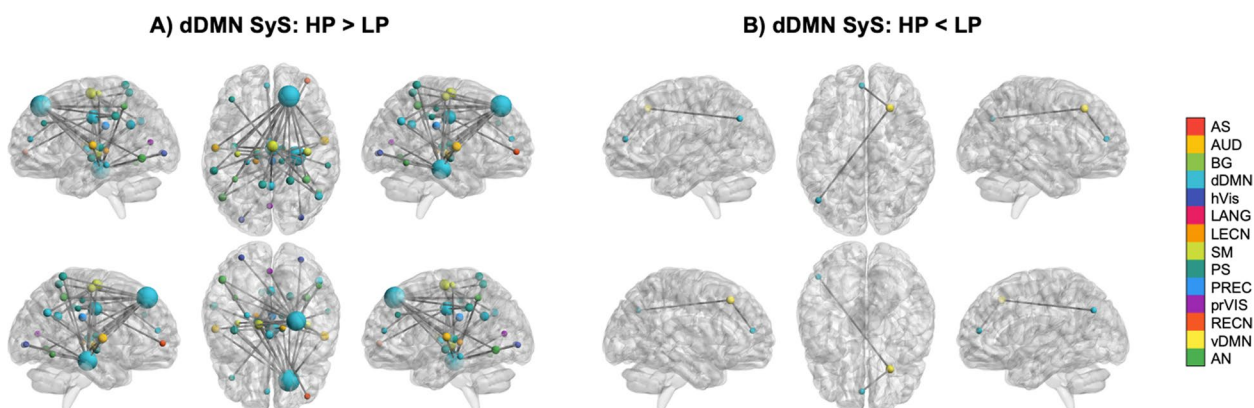 A) dDMN SyS: HP > LP
B) dDMN SyS: HP < LP
AS
AUD
BG
dDMN
hVis
LANG
LECN
SM
PS
PREC
prVIS
RECN
vDMN
AN